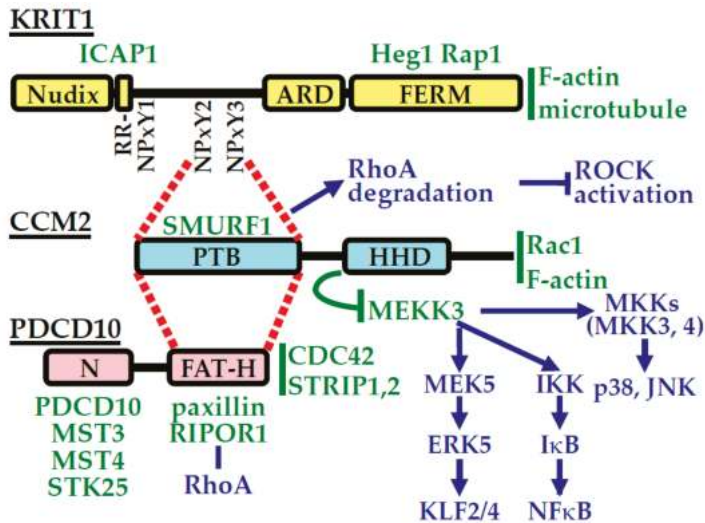 KRIT1
ICAP1
Heg1 Rap1
Nudix
ARD
FERM
F-actin
microtubule
RR-
NPxY1
NPxY2
NPxY3
RhoA
degradation
ROCK
activation
CCM2
SMURF1
PTB
HHD
Rac1
F-actin
MEKK3
MKKs
(MKK3, 4)
PDCD10
N
FAT-H
CDC42
STRIP1,2
MEK5
IKK
p38, JNK
PDCD10
MST3
MST4
STK25
paxillin
RIPOR1
RhoA
ERK5
IκB
KLF2/4
NFκB